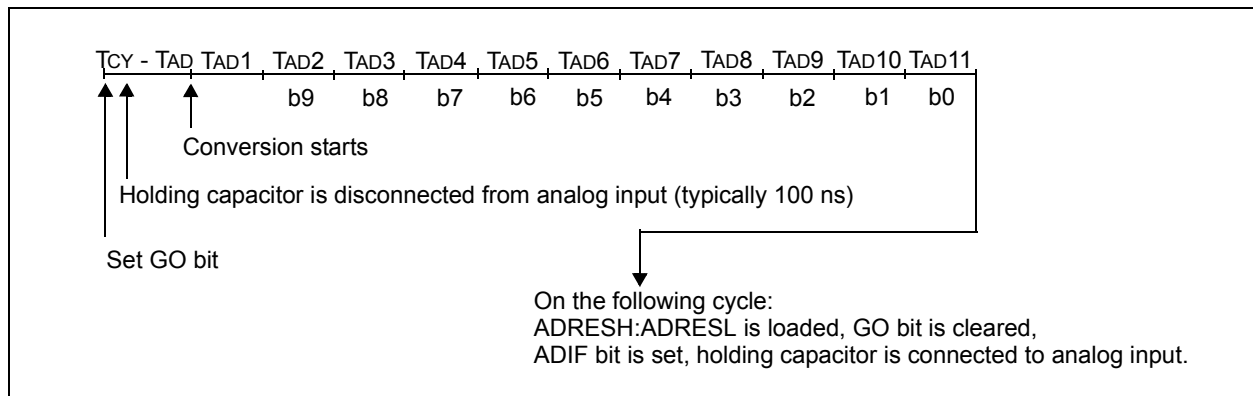 TCY - TAD TAD1 TAD2 TAD3 TAD4 TAD5 TAD6 TAD7 TAD8 TAD9 TAD10 TAD11
b9 b8 b7 b6 b5 b4 b3 b2 b1 b0
Conversion starts
Holding capacitor is disconnected from analog input (typically 100 ns)
Set GO bit
On the following cycle:
ADRESH:ADRESL is loaded, GO bit is cleared,
ADIF bit is set, holding capacitor is connected to analog input.